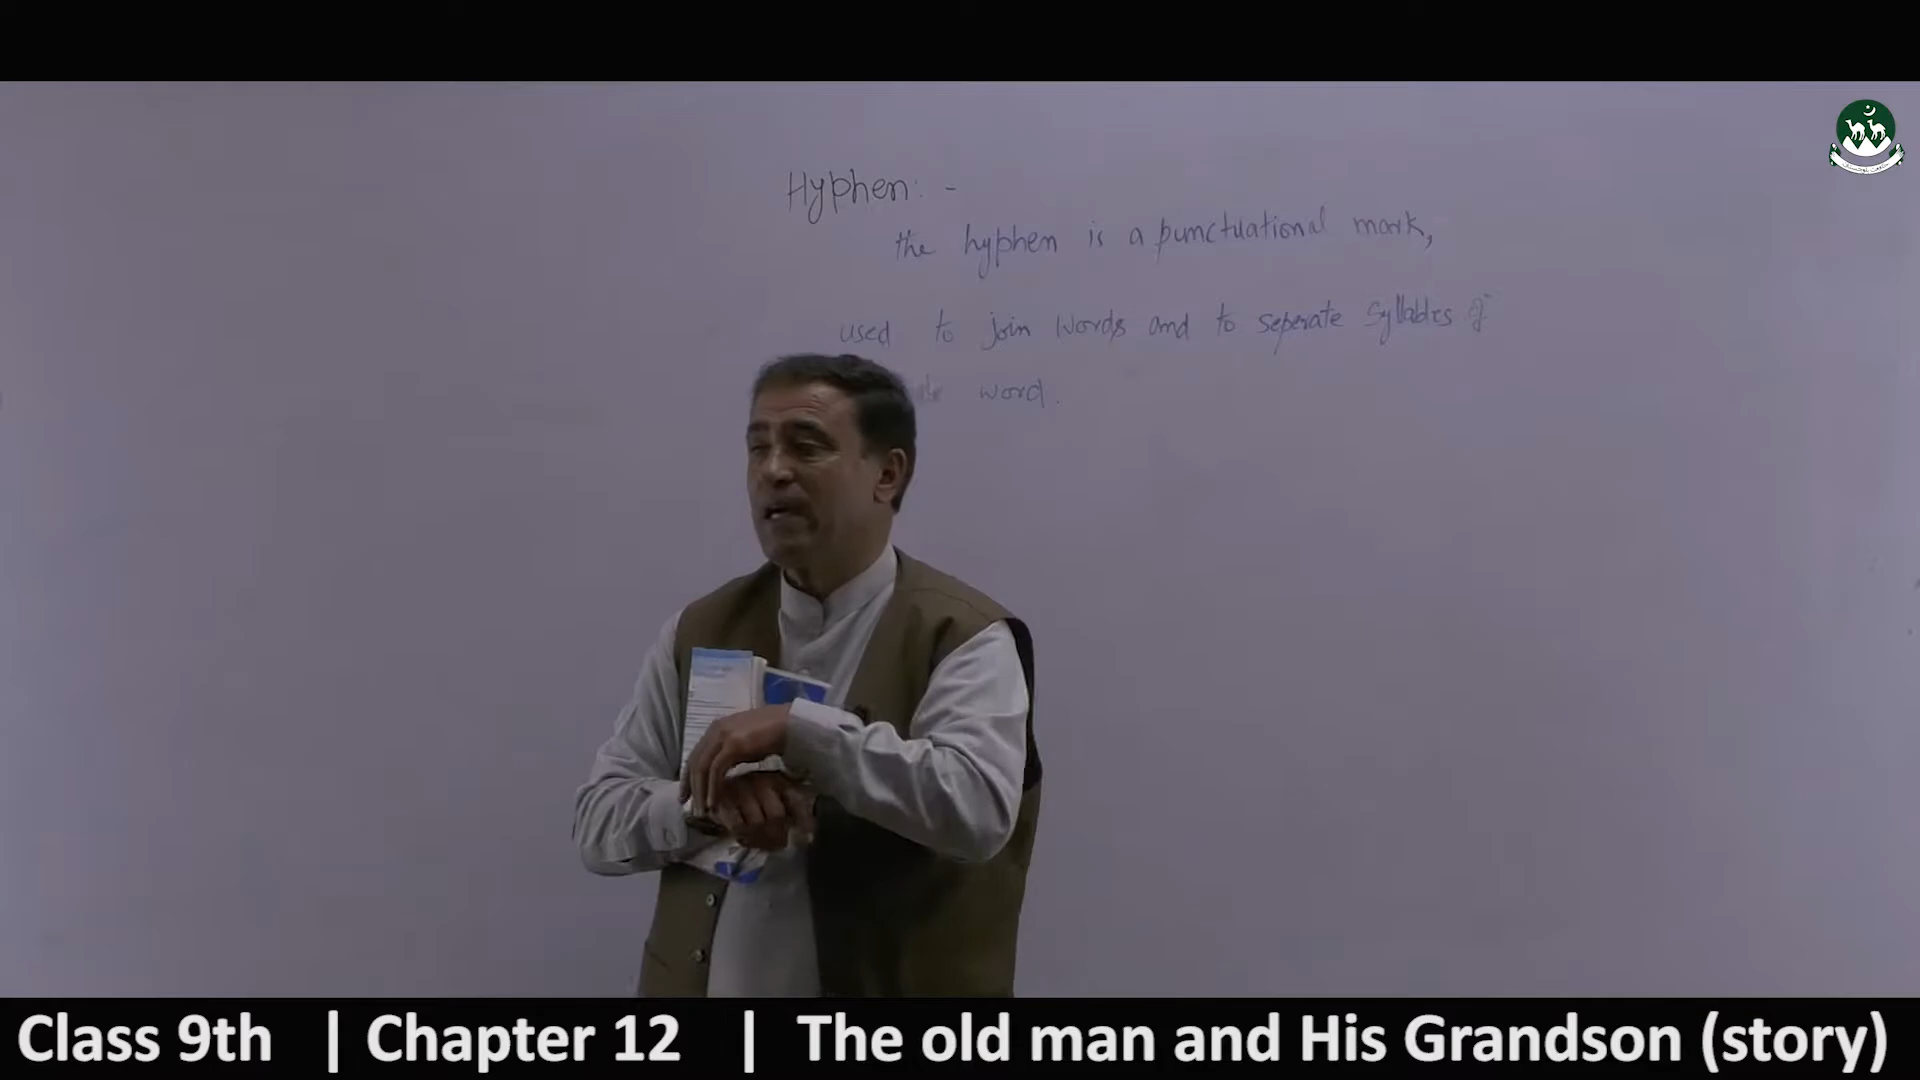 Hyphen: -
the hyphen is a punctuational mark,
used to join words and to seperate syllables of
word.
Class 9th | Chapter 12 | The old man and His Grandson (story)